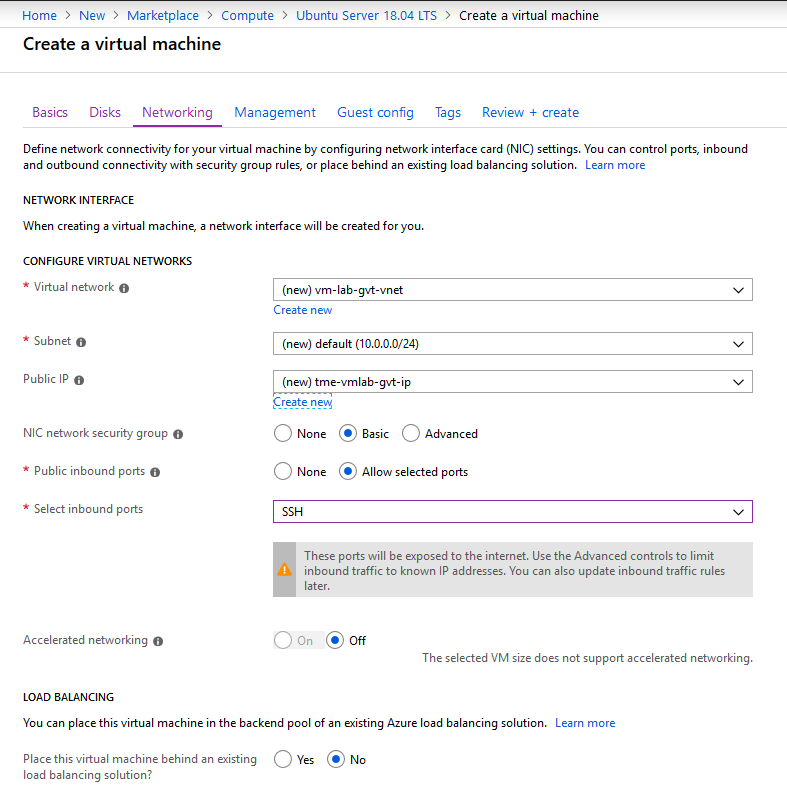 Home > New > Marketplace > Compute > Ubuntu Server 18.04 LTS > Create a virtual machine
Create a virtual machine
Basics Disks Networking Management Guest config Tags Review + create
Define network connectivity for your virtual machine by configuring network interface card (NIC) settings. You can control ports, inbound
and outbound connectivity with security group rules, or place behind an existing load balancing solution. Learn more
NETWORK INTERFACE
When creating a virtual machine, a network interface will be created for you.
CONFIGURE VIRTUAL NETWORKS
* Virtual network (new) vm-lab-gvt-vnet
Create new
* Subnet (new) default (10.0.0.0/24)
Public IP (new) tme-vmlab-gvt-ip
Create new
NIC network security group None Basic Advanced
* Public inbound ports None Allow selected ports
* Select inbound ports SSH
These ports will be exposed to the internet. Use the Advanced controls to limit
inbound traffic to known IP addresses. You can also update inbound traffic rules
later.
Accelerated networking On Off
The selected VM size does not support accelerated networking.
LOAD BALANCING
You can place this virtual machine in the backend pool of an existing Azure load balancing solution. Learn more
Place this virtual machine behind an existing Yes No
load balancing solution?